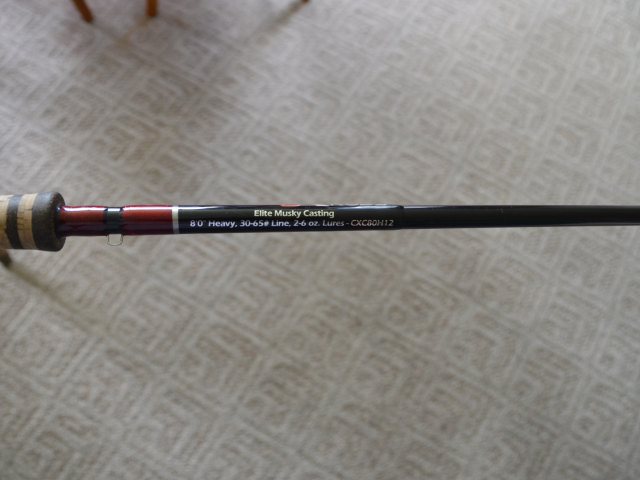 Elite Musky Casting
8'0" Heavy, 30-65# Line, 2-6 oz. Lures - CXC80H12